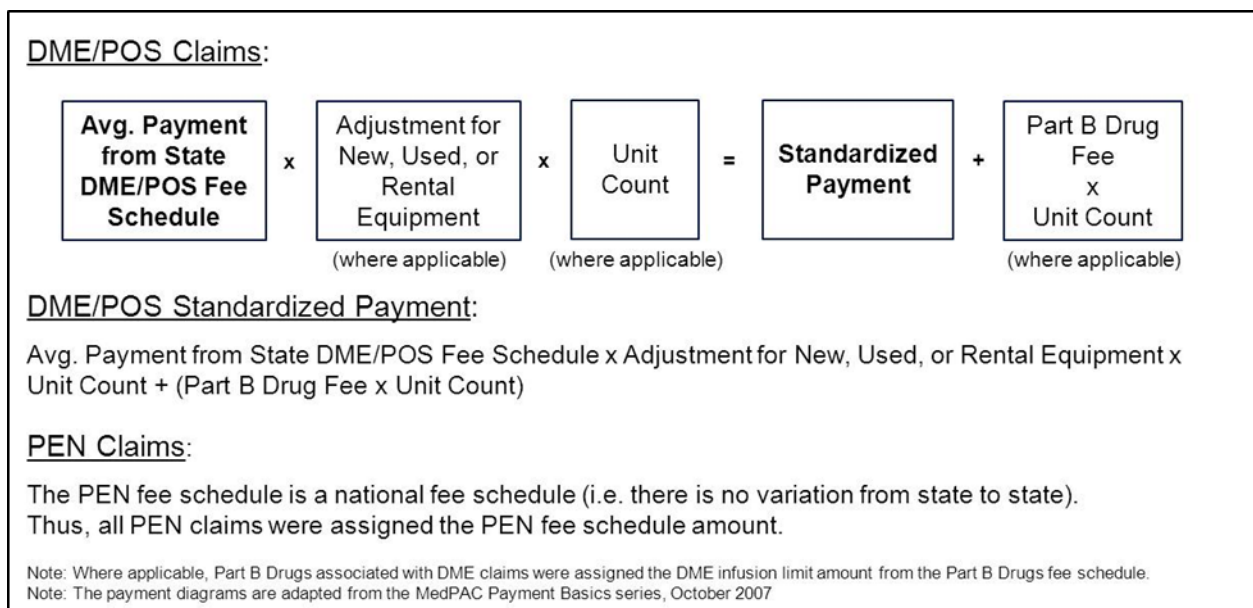 DME/POS Claims:
Avg. Payment
from State
DME/POS Fee
Schedule
x
Adjustment for
New, Used, or
Rental
Equipment
(where applicable)
x
Unit
Count
(where applicable)
=
Standardized
Payment
+
Part B Drug
Fee
x
Unit Count
(where applicable)
DME/POS Standardized Payment:
Avg. Payment from State DME/POS Fee Schedule x Adjustment for New, Used, or Rental Equipment x
Unit Count + (Part B Drug Fee x Unit Count)
PEN Claims:
The PEN fee schedule is a national fee schedule (i.e. there is no variation from state to state).
Thus, all PEN claims were assigned the PEN fee schedule amount.
Note: Where applicable, Part B Drugs associated with DME claims were assigned the DME infusion limit amount from the Part B Drugs fee schedule.
Note: The payment diagrams are adapted from the MedPAC Payment Basics series, October 2007